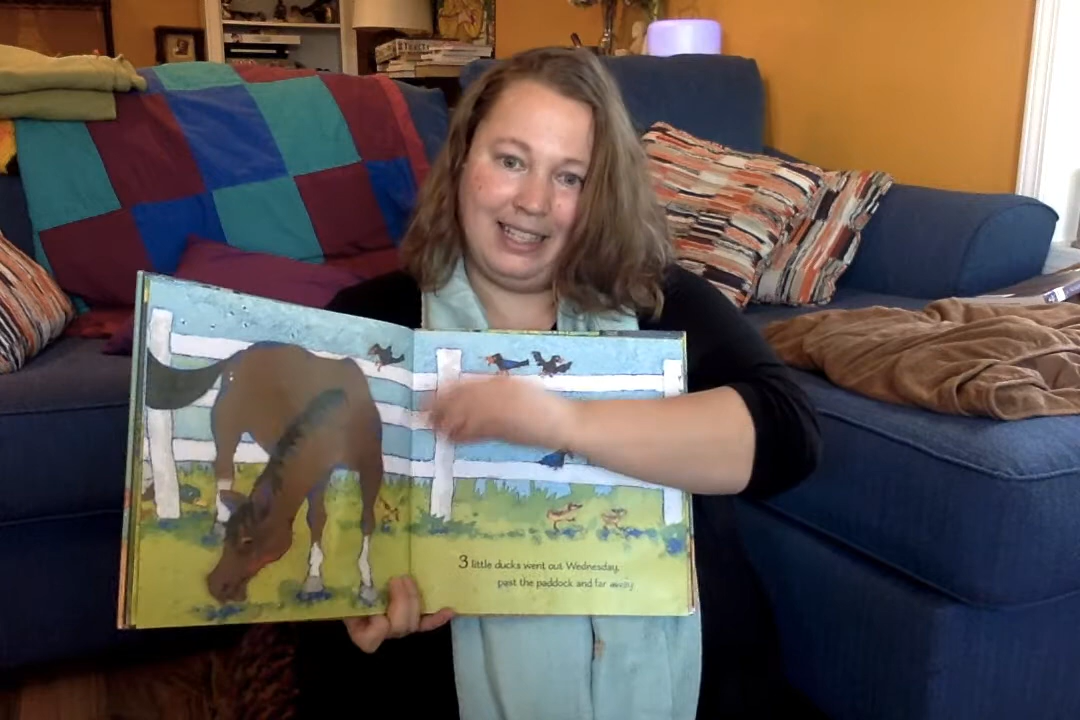 3 little ducks went out Wednesday,
past the paddock and far away